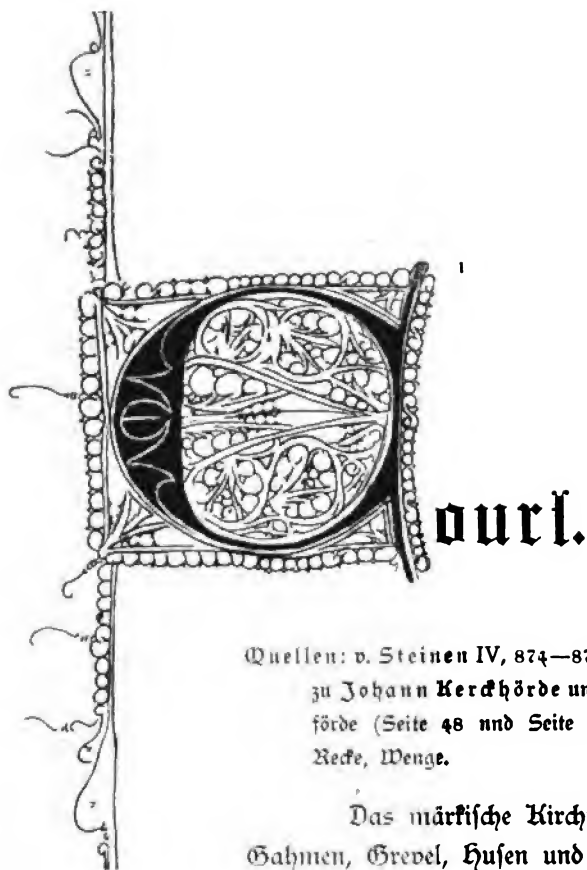 1
Courl.
Quellen: v. Steinen IV, 874—87
zu Johann Kerckhörde un
förde (Seite 48 nnd Seite
Recke, Wenge.
Das märkische Kirch
Gahmen, Grevel, Husen und